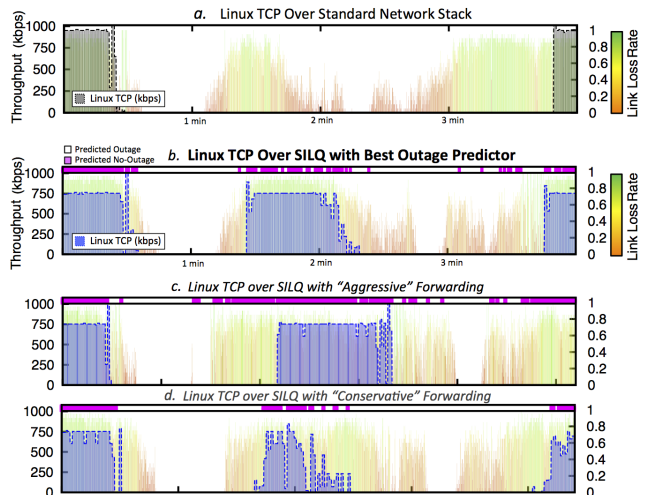 a. Linux TCP Over Standard Network Stack
Throughput (kbps)
1000
750
500
250
0
Linux TCP (kbps)
1 min
2 min
3 min
1
0.8
0.6
0.4
0.2
0
Link Loss Rate
Predicted Outage
Predicted No-Outage
b. Linux TCP Over SILQ with Best Outage Predictor
Throughput (kbps)
1000
750
500
250
0
Linux TCP (kbps)
1 min
2 min
3 min
1
0.8
0.6
0.4
0.2
0
Link Loss Rate
c. Linux TCP over SILQ with “Aggressive” Forwarding
1000
750
500
250
0
1
0.8
0.6
0.4
0.2
0
d. Linux TCP over SILQ with “Conservative” Forwarding
1000
750
500
250
0
1
0.8
0.6
0.4
0.2
0